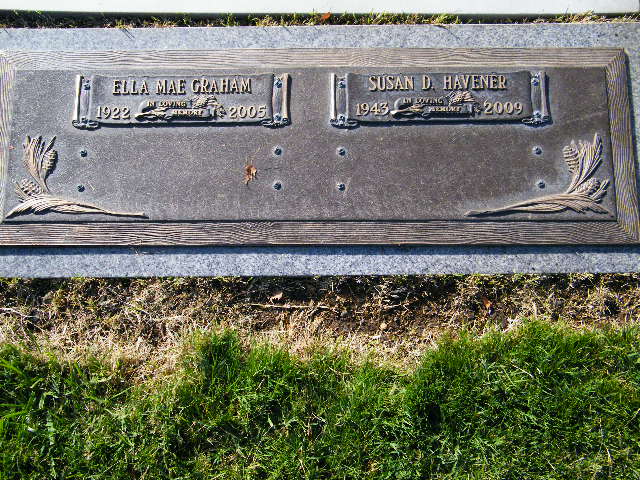 ELLA MAE GRAHAM
1922 IN LOVING MEMORY 2005
SUSAN D. HAVENER
1943 IN LOVING MEMORY 2009